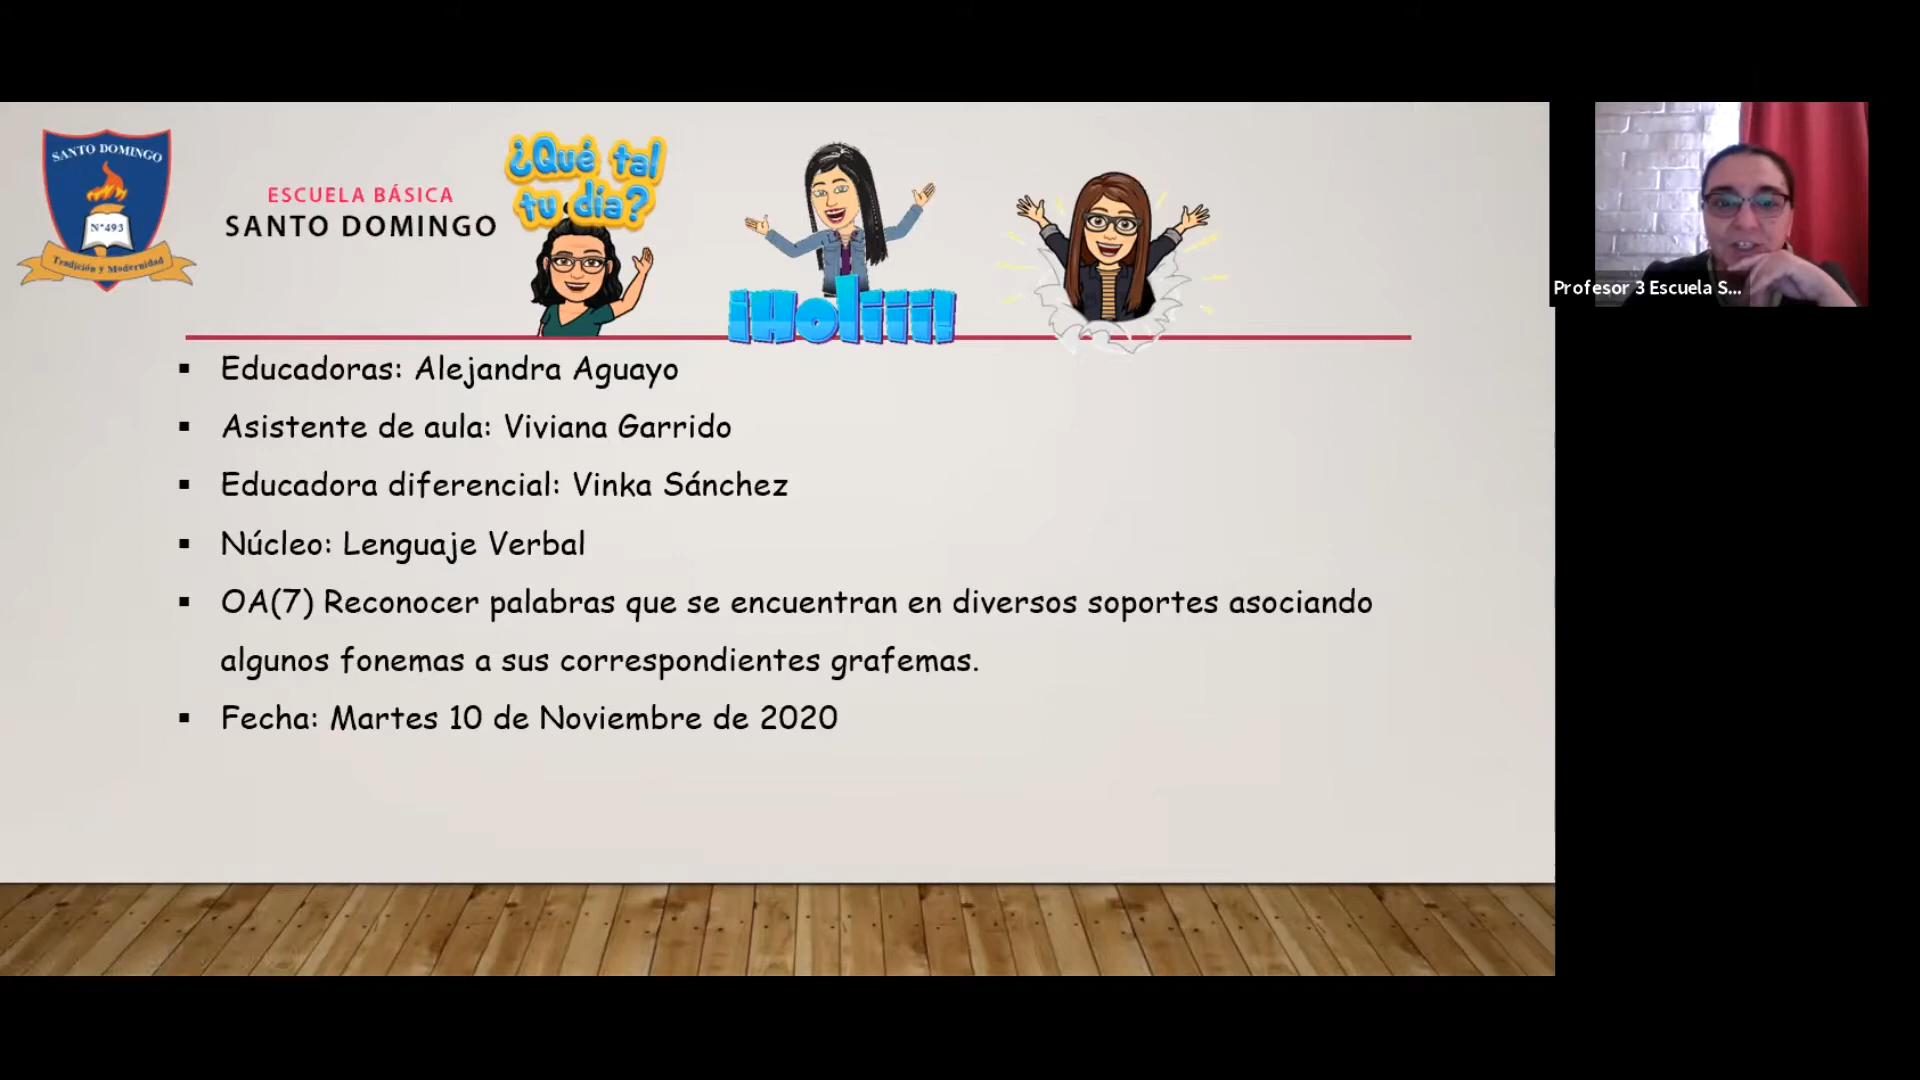 SANTO DOMINGO
N°493
Tradición y Modernidad
ESCUELA BÁSICA
SANTO DOMINGO
¿Qué tal
tu día?
¡Holiii!
Profesor 3 Escuela S...
▪ Educadoras: Alejandra Aguayo
▪ Asistente de aula: Viviana Garrido
▪ Educadora diferencial: Vinka Sánchez
▪ Núcleo: Lenguaje Verbal
▪ OA(7) Reconocer palabras que se encuentran en diversos soportes asociando
algunos fonemas a sus correspondientes grafemas.
▪ Fecha: Martes 10 de Noviembre de 2020